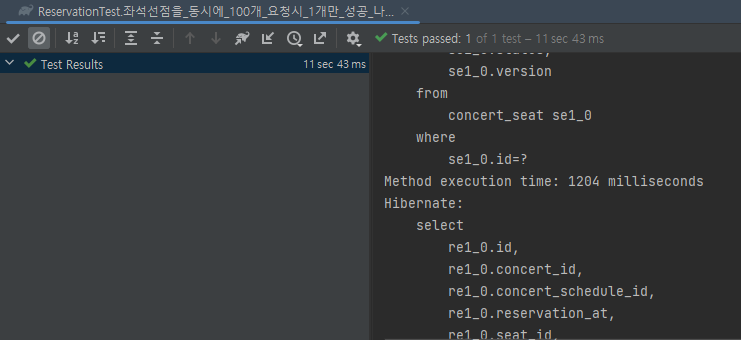 ReservationTest.좌석선점을_동시에_100개_요청시_1개만_성공_나...
Tests passed: 1 of 1 test – 11 sec 43 ms
Test Results 11 sec 43 ms
se1_0.version
from
concert_seat se1_0
where
se1_0.id=?
Method execution time: 1204 milliseconds
Hibernate:
select
re1_0.id,
re1_0.concert_id,
re1_0.concert_schedule_id,
re1_0.reservation_at,
re1_0.seat_id,